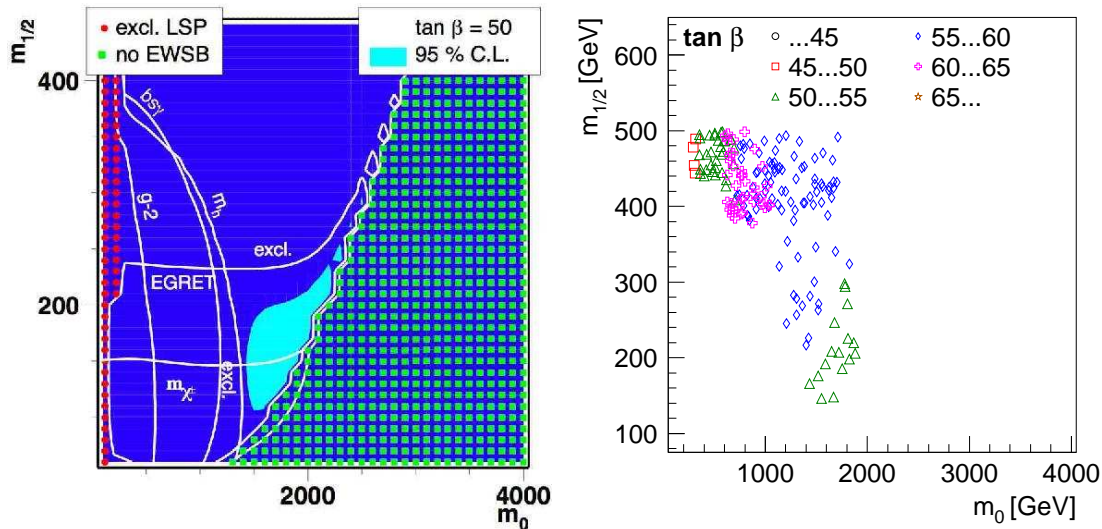 excl. LSP
no EWSB
tan β = 50
95 % C.L.
m1/2
400
200
bsγ
g-2
mh
excl.
EGRET
mχ±
excl.
2000
4000
m0
tan β
...45
45...50
50...55
55...60
60...65
65...
m1/2 [GeV]
600
500
400
300
200
100
0
1000
2000
3000
4000
m0 [GeV]